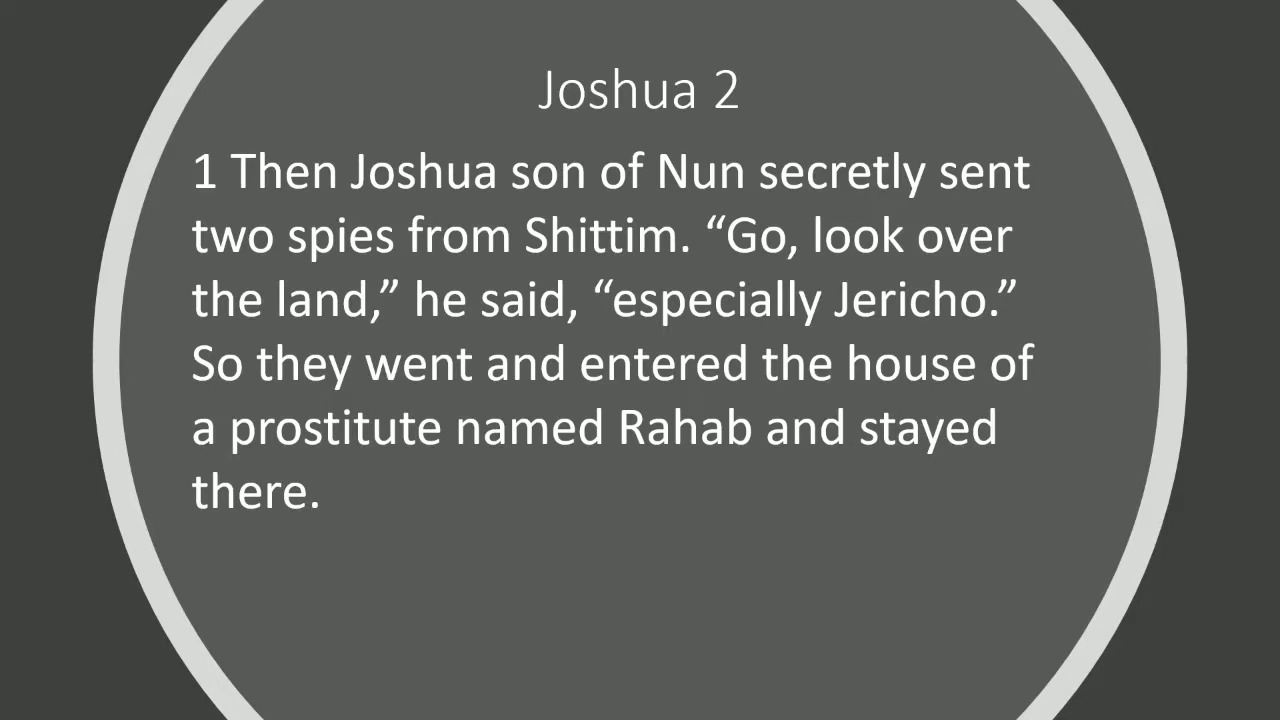 Joshua 2
1 Then Joshua son of Nun secretly sent
two spies from Shittim. “Go, look over
the land,” he said, “especially Jericho.”
So they went and entered the house of
a prostitute named Rahab and stayed
there.